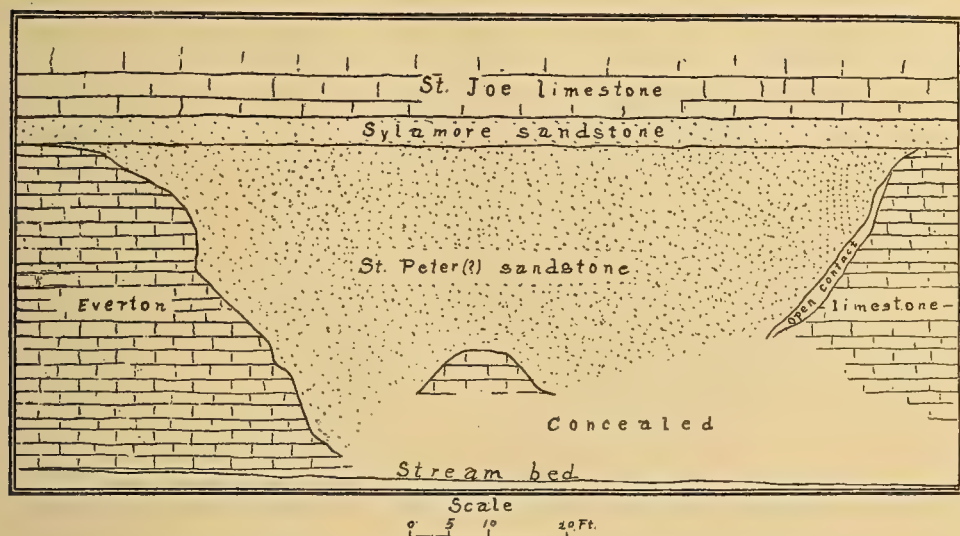 St. Joe limestone
Sylamore sandstone
St. Peter(?) sandstone
Open Contact
Everton
limestone
Concealed
Stream bed
Scale
0 5 10 20 Ft.